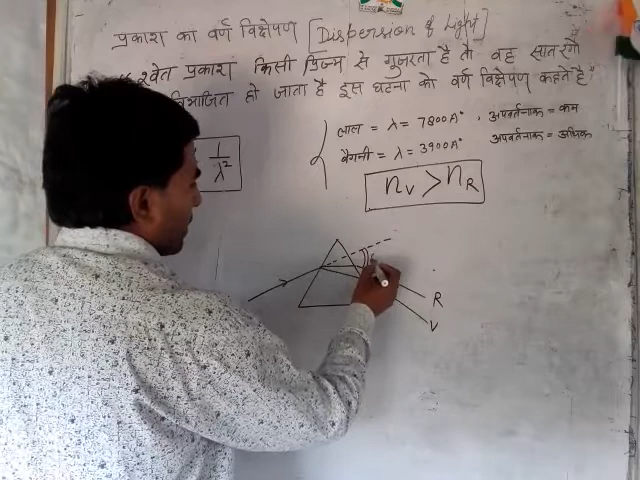 प्रकाश का वर्ण विक्षेपण [Dispersion of Light]
"श्वेत प्रकाश किसी प्रिज्म से गुजरता है तो वह सात रंगो
विभाजित हो जाता है इस घटना को वर्ण विक्षेपण कहते है"
1/λ²
लाल = λ = 7800A° , अपवर्तनांक = कम
बैगनी = λ = 3900A° अपवर्तनांक = अधिक
nV > nR
R
V